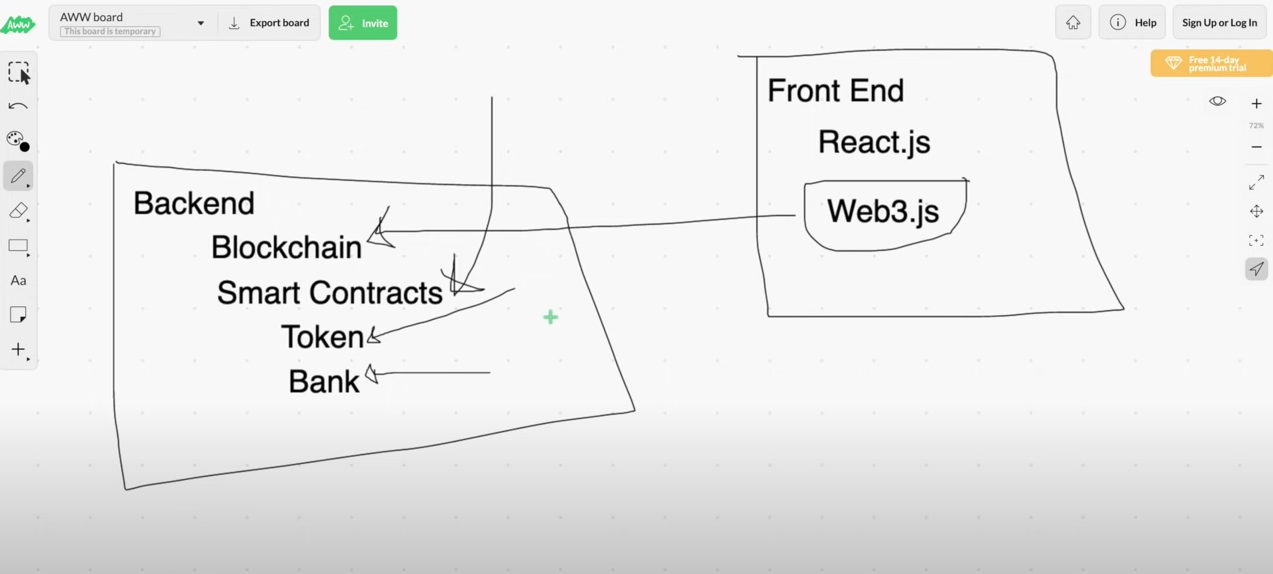 AWW
AWW board
This board is temporary
Export board
Invite
Help
Sign Up or Log In
Free 14-day
premium trial
72%
Aa
Front End
React.js
Web3.js
Backend
Blockchain
Smart Contracts
Token
Bank